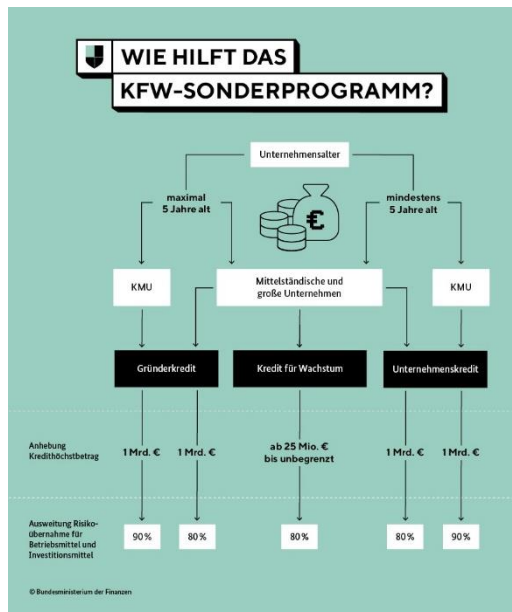 WIE HILFT DAS
KFW-SONDERPROGRAMM?
Unternehmensalter
maximal
5 Jahre alt
mindestens
5 Jahre alt
€
KMU
Mittelständische und
große Unternehmen
KMU
Gründerkredit
Kredit für Wachstum
Unternehmenskredit
Anhebung
Kredithöchstbetrag
1 Mrd. €
1 Mrd. €
ab 25 Mio. €
bis unbegrenzt
1 Mrd. €
1 Mrd. €
Ausweitung Risiko-
übernahme für
Betriebsmittel und
Investitionsmittel
90%
80%
80%
80%
90%
© Bundesministerium der Finanzen